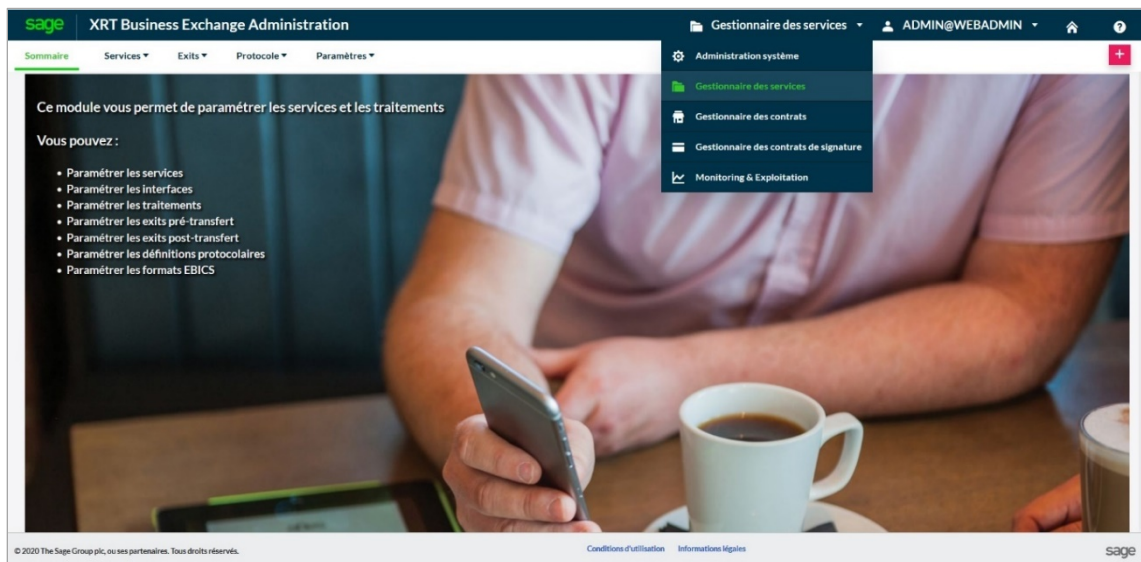 sage XRT Business Exchange Administration Gestionnaire des services ADMIN@WEBADMIN
Sommaire Services Exits Protocole Paramètres
Administration système
Gestionnaire des services
Gestionnaire des contrats
Gestionnaire des contrats de signature
Monitoring & Exploitation
Ce module vous permet de paramétrer les services et les traitements
Vous pouvez :
• Paramétrer les services
• Paramétrer les interfaces
• Paramétrer les traitements
• Paramétrer les exits pré-transfert
• Paramétrer les exits post-transfert
• Paramétrer les définitions protocolaires
• Paramétrer les formats EBICS
© 2020 The Sage Group plc, ou ses partenaires. Tous droits réservés. Conditions d'utilisation Informations légales sage